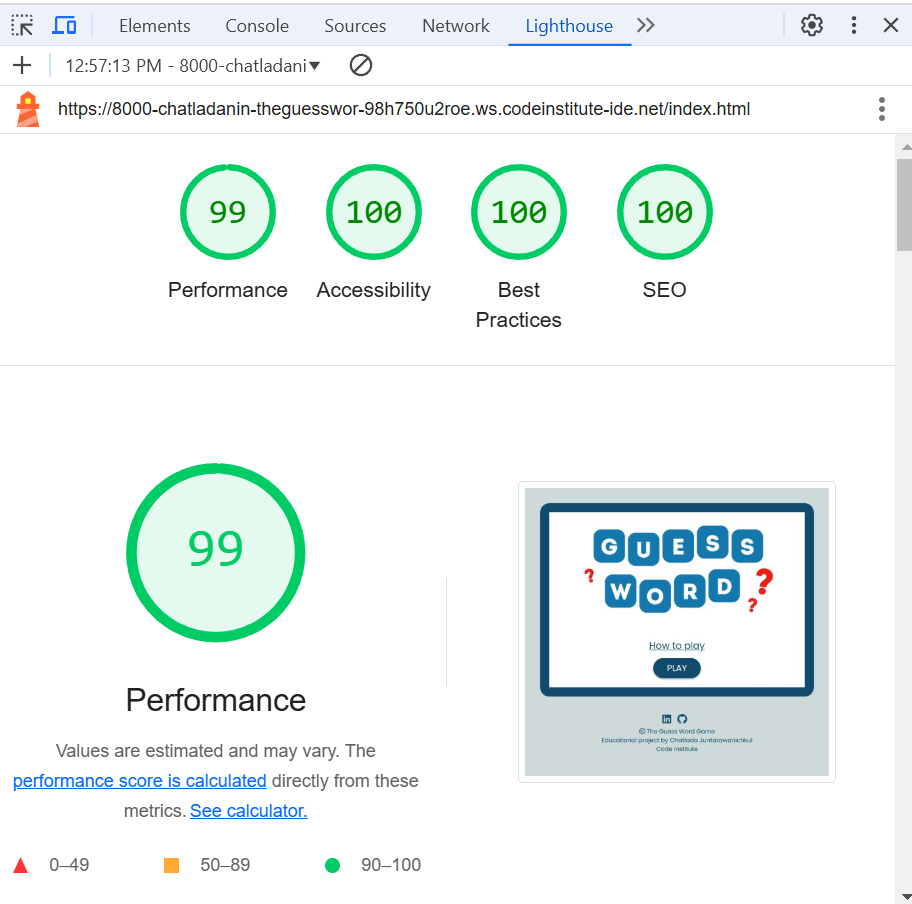 Elements Console Sources Network Lighthouse
12:57:13 PM - 8000-chatladani
https://8000-chatladanin-theguesswor-98h750u2roe.ws.codeinstitute-ide.net/index.html
99 100 100 100
Performance Accessibility Best SEO
Practices
99
Performance
Values are estimated and may vary. The
performance score is calculated directly from these
metrics. See calculator.
0–49 50–89 90–100
GUESS
? WORD ? ?
How to play
PLAY
© The Guess Word Game
Educational project by Chatlada Juntarawanichkul
Code Institute